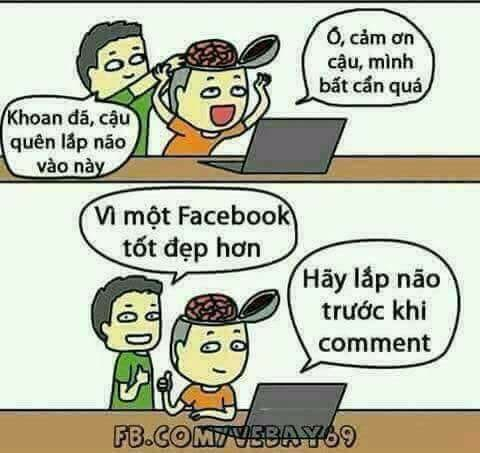 Khoan đã, cậu
quên lắp não
vào này
Ồ, cảm ơn
cậu, mình
bất cẩn quá
Vì một Facebook
tốt đẹp hơn
Hãy lắp não
trước khi
comment
FB.COM/VEBAY69